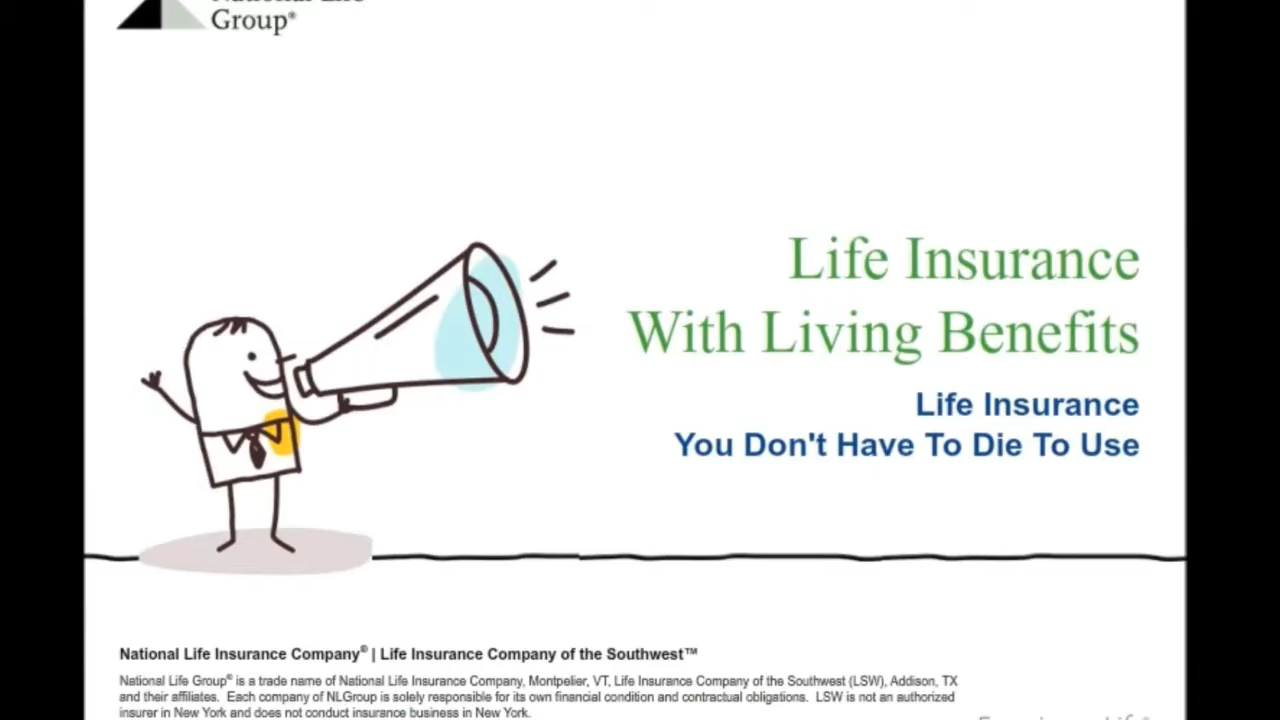 Group®
Life Insurance
With Living Benefits
Life Insurance
You Don't Have To Die To Use
National Life Insurance Company® | Life Insurance Company of the Southwest™
National Life Group® is a trade name of National Life Insurance Company, Montpelier, VT, Life Insurance Company of the Southwest (LSW), Addison, TX
and their affiliates. Each company of NLGroup is solely responsible for its own financial condition and contractual obligations. LSW is not an authorized
insurer in New York and does not conduct insurance business in New York.